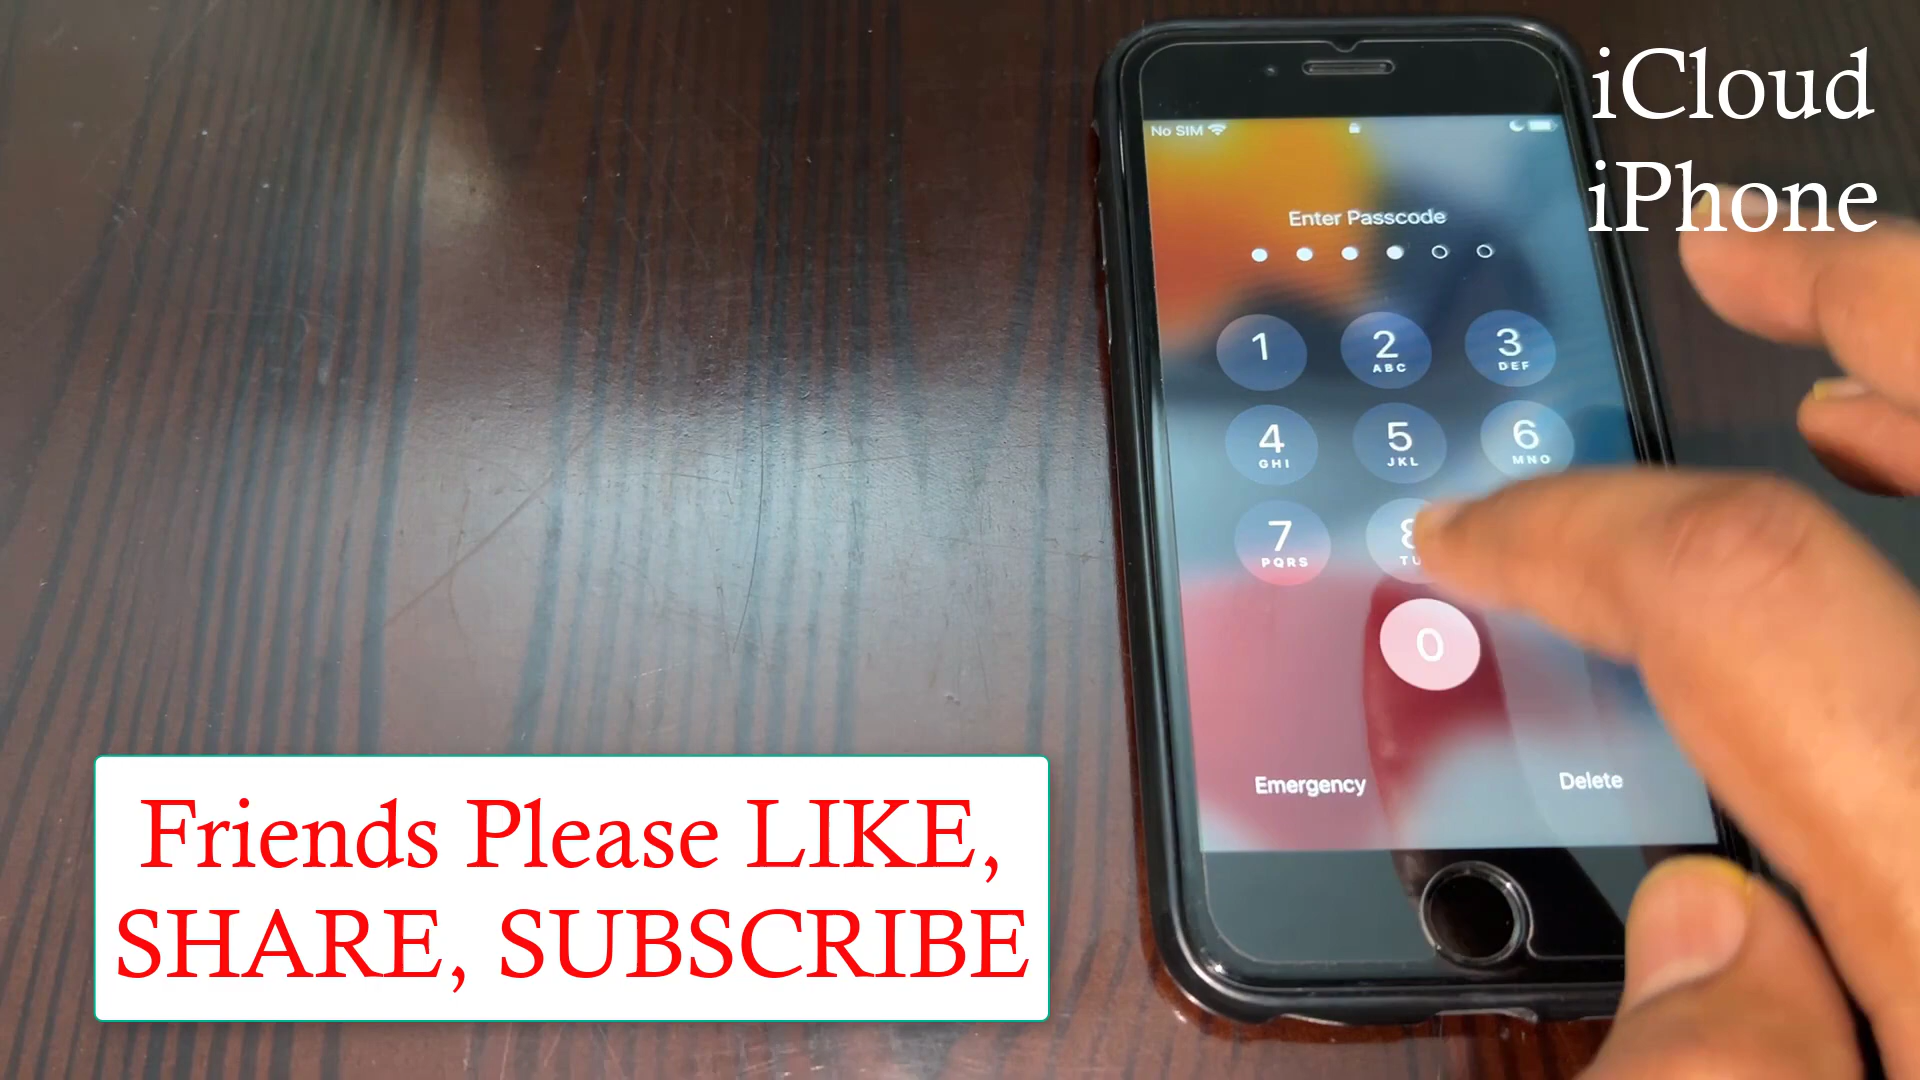 iCloud
iPhone
No SIM
Enter Passcode
1
2
ABC
3
DEF
4
GHI
5
JKL
6
MNO
7
PQRS
8
0
Emergency
Delete
Friends Please LIKE,
SHARE, SUBSCRIBE